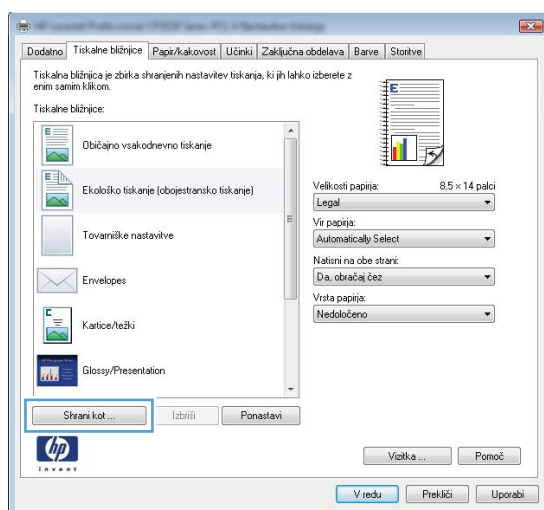 Dodatno Tiskalne bližnjice Papir/kakovost Učinki Zaključna obdelava Barve Storitve
Tiskalna bližnjica je zbirka shranjenih nastavitev tiskanja, ki jih lahko izberete z
enim samim klikom.
Tiskalne bližnjice:
Običajno vsakodnevno tiskanje
Ekološko tiskanje (obojestransko tiskanje)
Tovarniške nastavitve
Envelopes
Kartice/težki
Glossy/Presentation
Shrani kot ... Izbriši Ponastavi
E
Velikosti papirja: 8,5 × 14 palci
Legal
Vir papirja:
Automatically Select
Natisni na obe strani:
Da, obračaj čez
Vrsta papirja:
Nedoločeno
hp
invent
Vizitka ... Pomoč
V redu Prekliči Uporabi